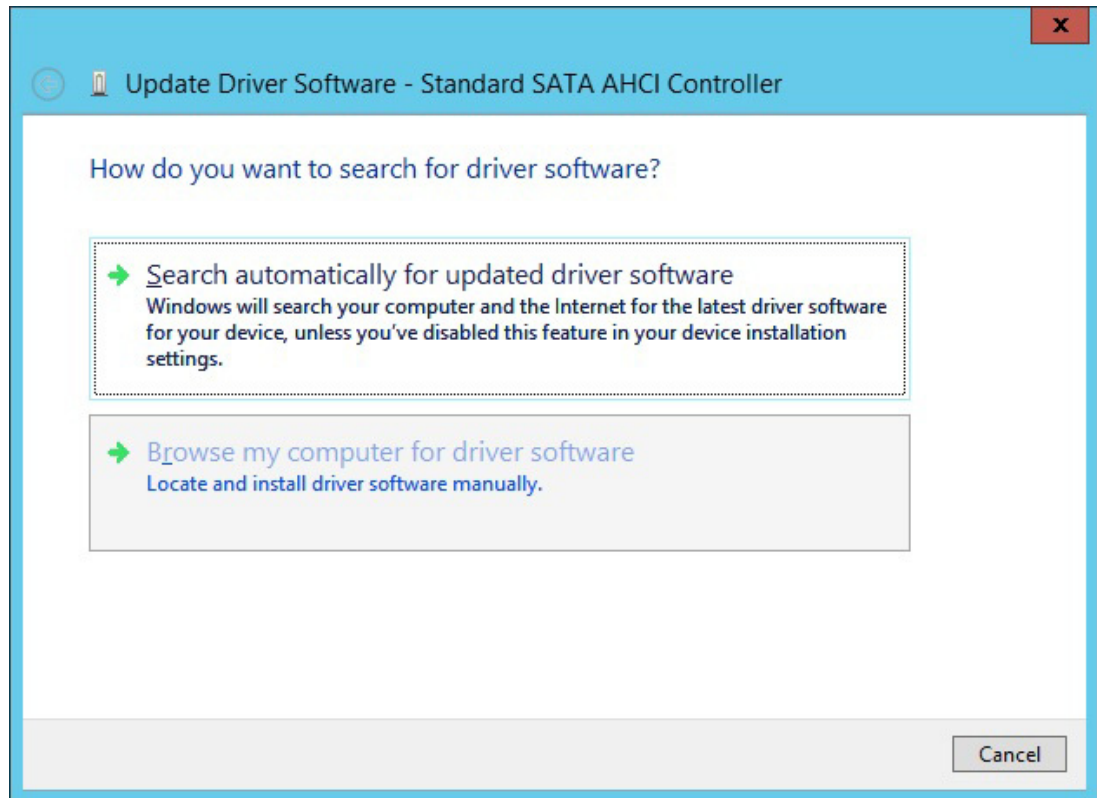 x
Update Driver Software - Standard SATA AHCI Controller
How do you want to search for driver software?
Search automatically for updated driver software
Windows will search your computer and the Internet for the latest driver software
for your device, unless you've disabled this feature in your device installation
settings.
Browse my computer for driver software
Locate and install driver software manually.
Cancel